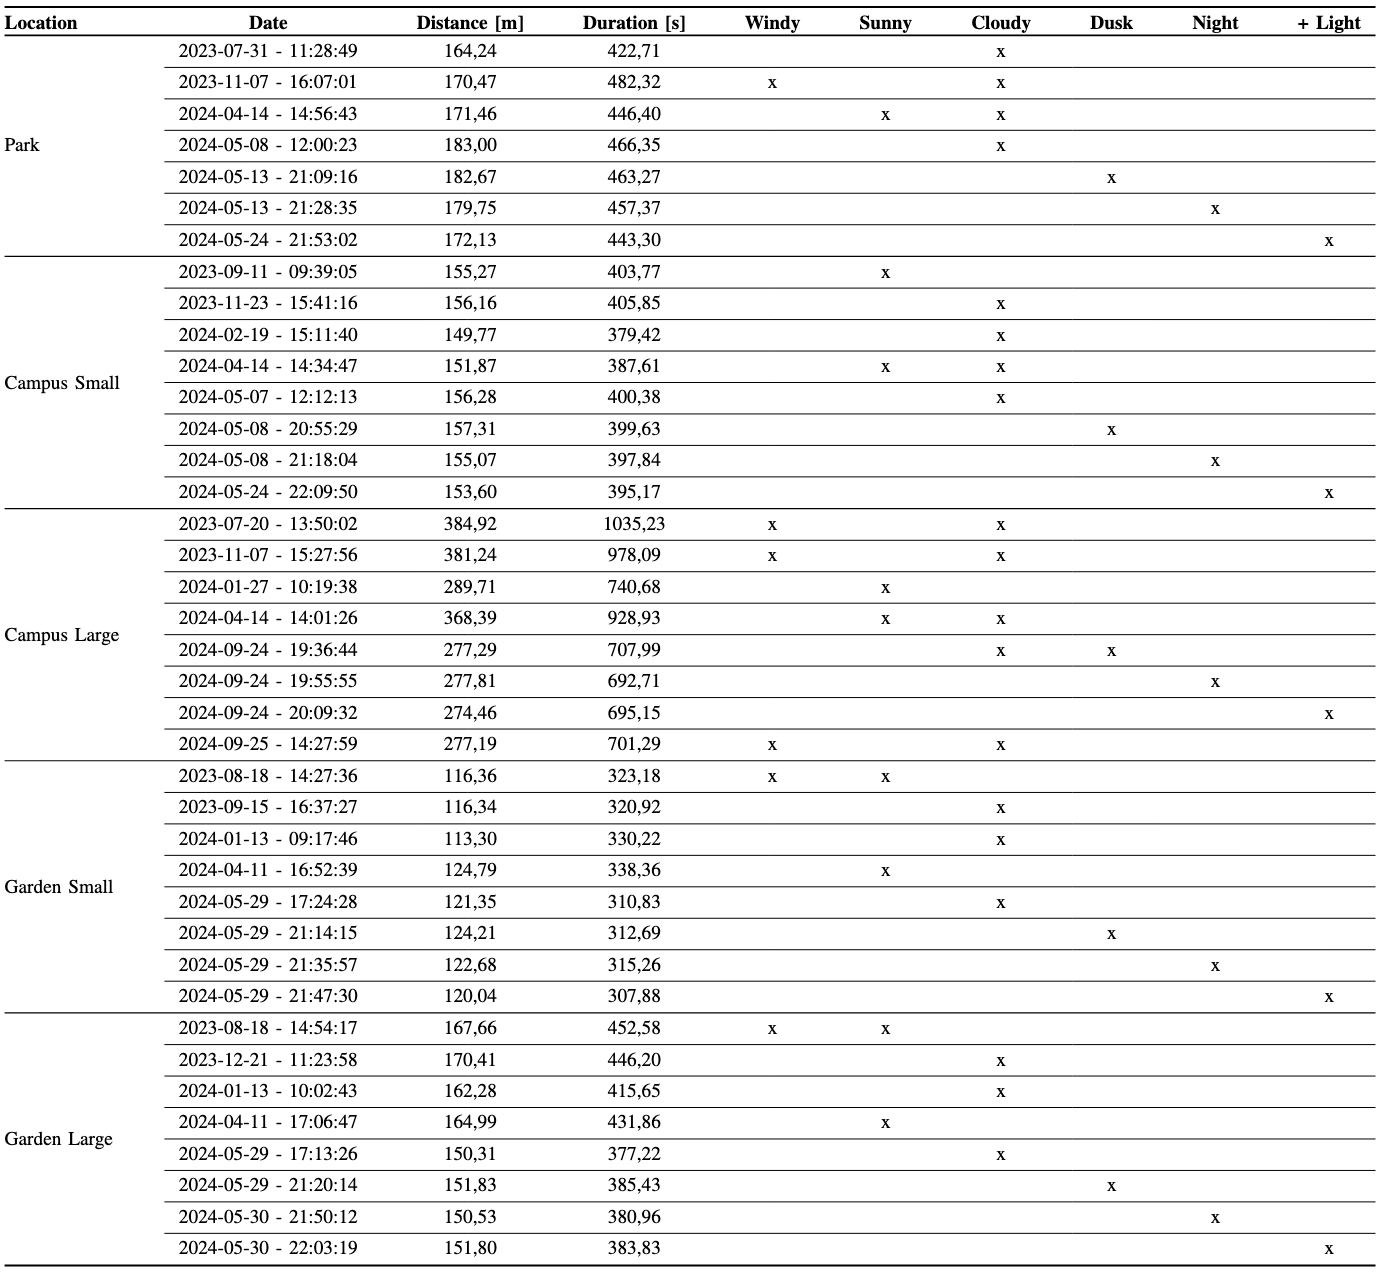 Location Date Distance [m] Duration [s] Windy Sunny Cloudy Dusk Night + Light
Park
2023-07-31 - 11:28:49 164,24 422,71 x
2023-11-07 - 16:07:01 170,47 482,32 x x
2024-04-14 - 14:56:43 171,46 446,40 x x
2024-05-08 - 12:00:23 183,00 466,35 x
2024-05-13 - 21:09:16 182,67 463,27 x
2024-05-13 - 21:28:35 179,75 457,37 x
2024-05-24 - 21:53:02 172,13 443,30 x
Campus Small
2023-09-11 - 09:39:05 155,27 403,77 x
2023-11-23 - 15:41:16 156,16 405,85 x
2024-02-19 - 15:11:40 149,77 379,42 x
2024-04-14 - 14:34:47 151,87 387,61 x x
2024-05-07 - 12:12:13 156,28 400,38 x
2024-05-08 - 20:55:29 157,31 399,63 x
2024-05-08 - 21:18:04 155,07 397,84 x
2024-05-24 - 22:09:50 153,60 395,17 x
Campus Large
2023-07-20 - 13:50:02 384,92 1035,23 x x
2023-11-07 - 15:27:56 381,24 978,09 x x
2024-01-27 - 10:19:38 289,71 740,68 x
2024-04-14 - 14:01:26 368,39 928,93 x x
2024-09-24 - 19:36:44 277,29 707,99 x x
2024-09-24 - 19:55:55 277,81 692,71 x
2024-09-24 - 20:09:32 274,46 695,15 x
2024-09-25 - 14:27:59 277,19 701,29 x x
Garden Small
2023-08-18 - 14:27:36 116,36 323,18 x x
2023-09-15 - 16:37:27 116,34 320,92 x
2024-01-13 - 09:17:46 113,30 330,22 x
2024-04-11 - 16:52:39 124,79 338,36 x
2024-05-29 - 17:24:28 121,35 310,83 x
2024-05-29 - 21:14:15 124,21 312,69 x
2024-05-29 - 21:35:57 122,68 315,26 x
2024-05-29 - 21:47:30 120,04 307,88 x
Garden Large
2023-08-18 - 14:54:17 167,66 452,58 x x
2023-12-21 - 11:23:58 170,41 446,20 x
2024-01-13 - 10:02:43 162,28 415,65 x
2024-04-11 - 17:06:47 164,99 431,86 x
2024-05-29 - 17:13:26 150,31 377,22 x
2024-05-29 - 21:20:14 151,83 385,43 x
2024-05-30 - 21:50:12 150,53 380,96 x
2024-05-30 - 22:03:19 151,80 383,83 x